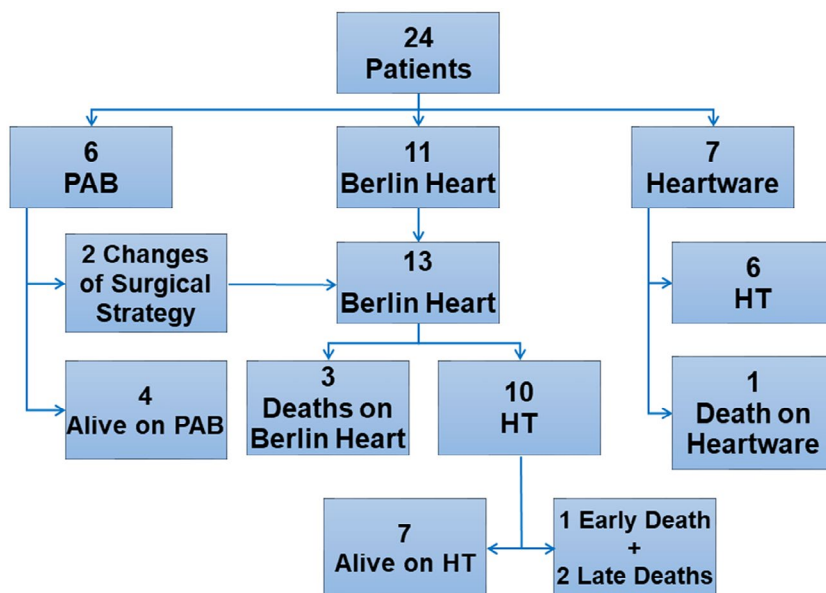 24
Patients
6
PAB
11
Berlin Heart
7
Heartware
2 Changes
of Surgical
Strategy
13
Berlin Heart
6
HT
4
Alive on PAB
3
Deaths on
Berlin Heart
10
HT
1
Death on
Heartware
7
Alive on HT
1 Early Death
+
2 Late Deaths